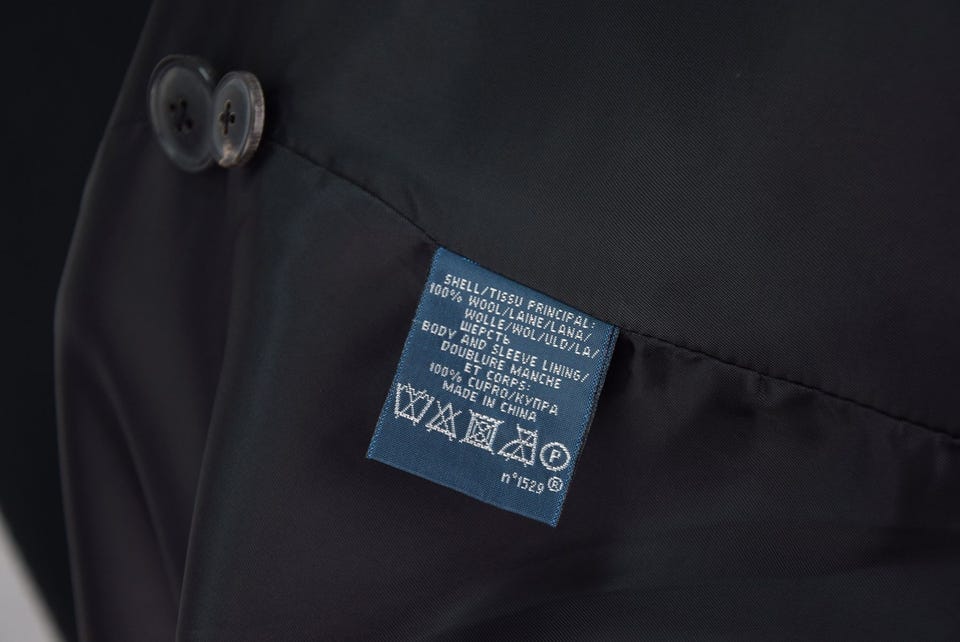 SHELL/TISSU PRINCIPAL:
100% WOOL/LAINE/LANA/
WOLLE/WOL/ULD/LA/
ШЕРСТЬ
BODY AND SLEEVE LINING/
DOUBLURE MANCHE
ET CORPS:
100% CUPRO/КУПРА
MADE IN CHINA
P
n°1529 ®